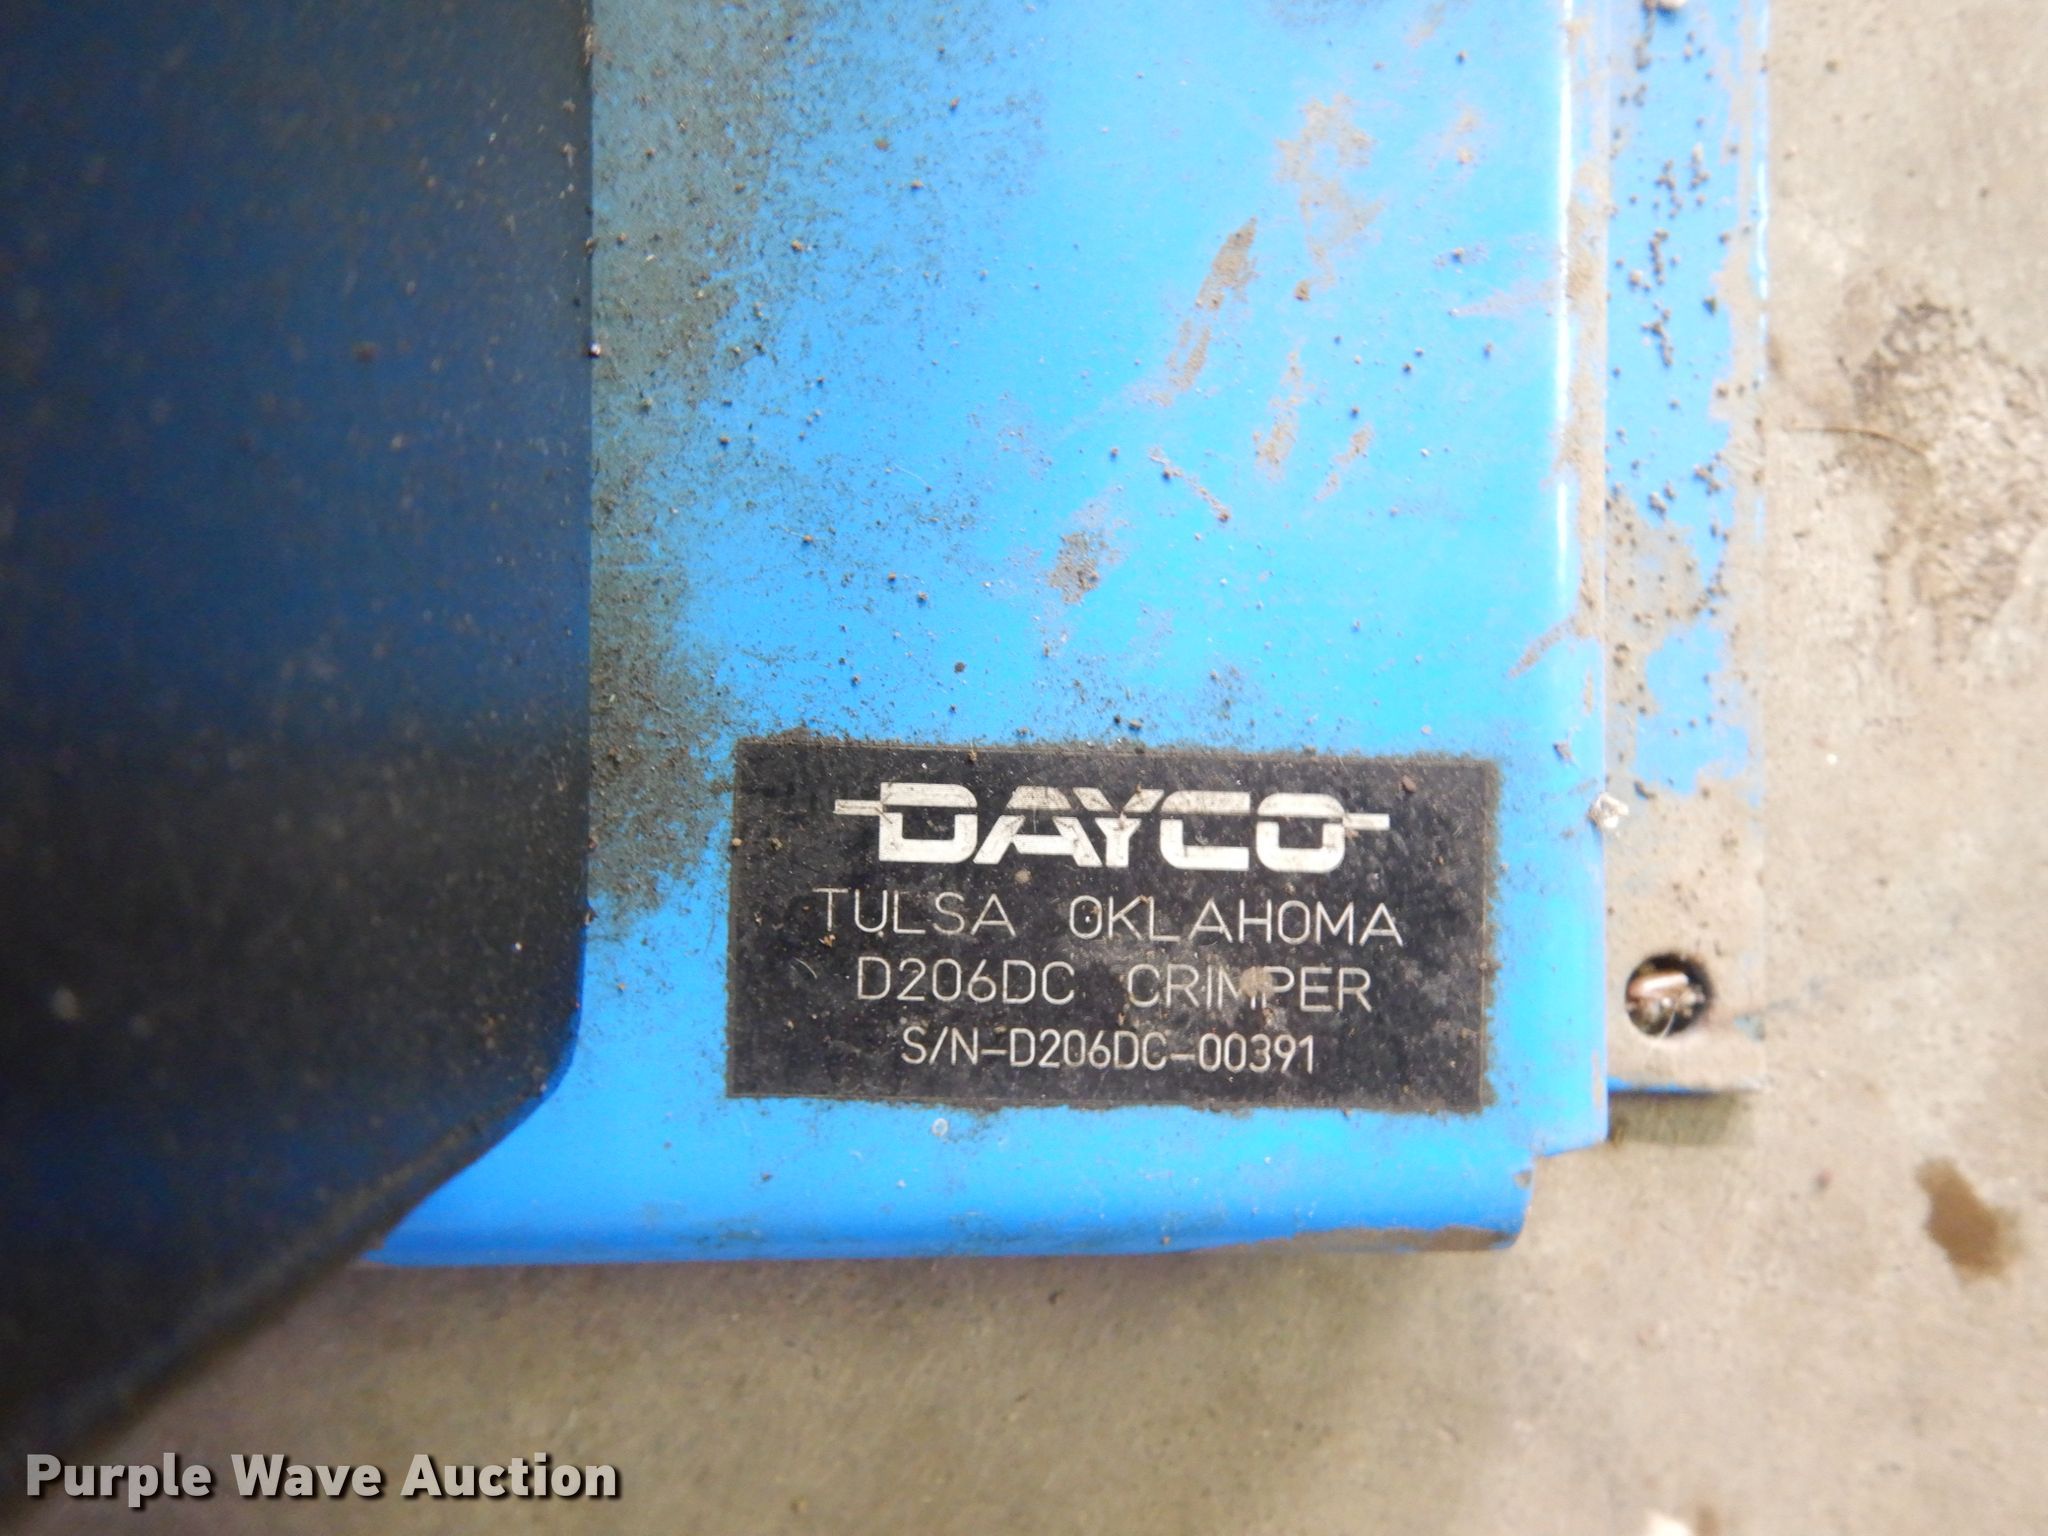 DAYCO
TULSA OKLAHOMA
D206DC CRIMPER
S/N-D206DC-00391
Purple Wave Auction